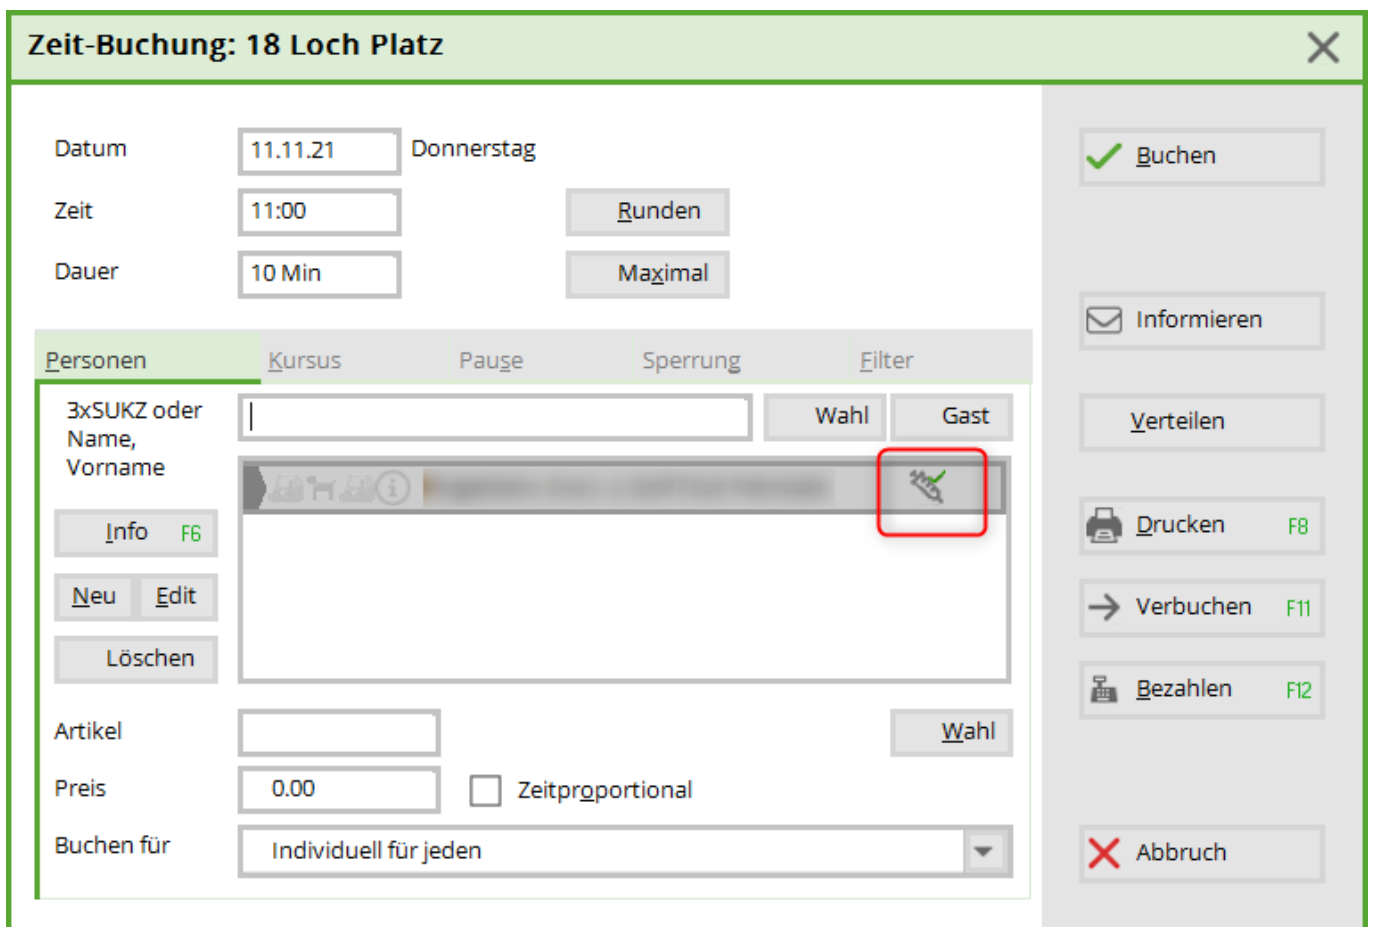 Zeit-Buchung: 18 Loch Platz
Datum 11.11.21 Donnerstag
Zeit 11:00 Runden
Dauer 10 Min Maximal
Personen Kursus Pause Sperrung Filter
3xSUKZ oder
Name,
Vorname
Wahl Gast
Info F6
Neu Edit
Löschen
Artikel Wahl
Preis 0.00 Zeitproportional
Buchen für Individuell für jeden
Buchen
Informieren
Verteilen
Drucken F8
Verbuchen F11
Bezahlen F12
Abbruch